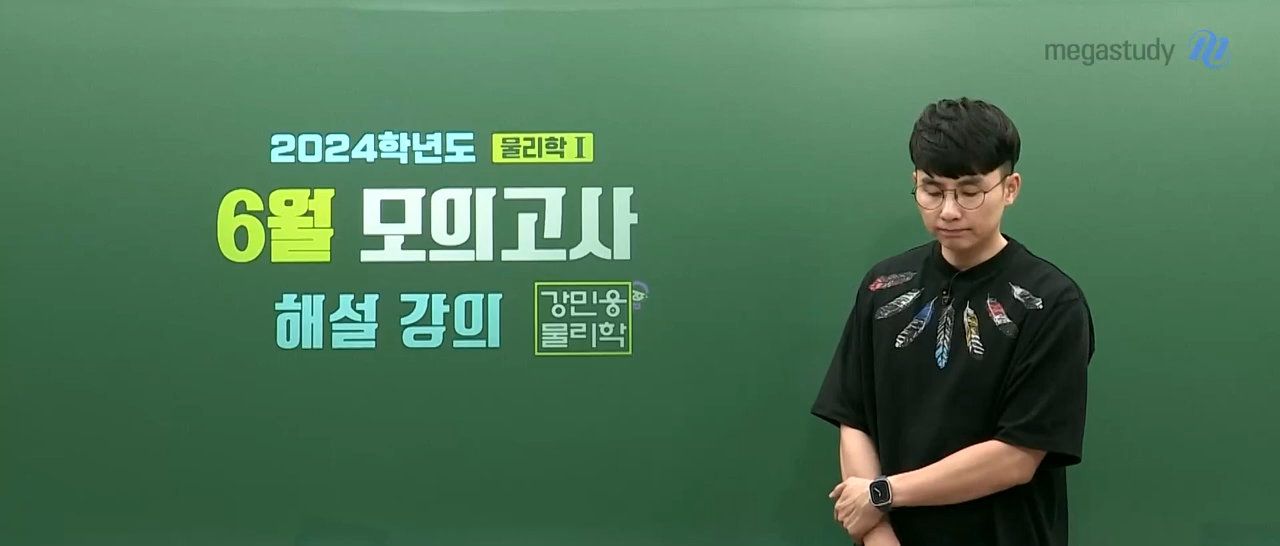 megastudy
2024학년도 물리학 I
6월 모의고사
해설 강의
강민웅
물리학